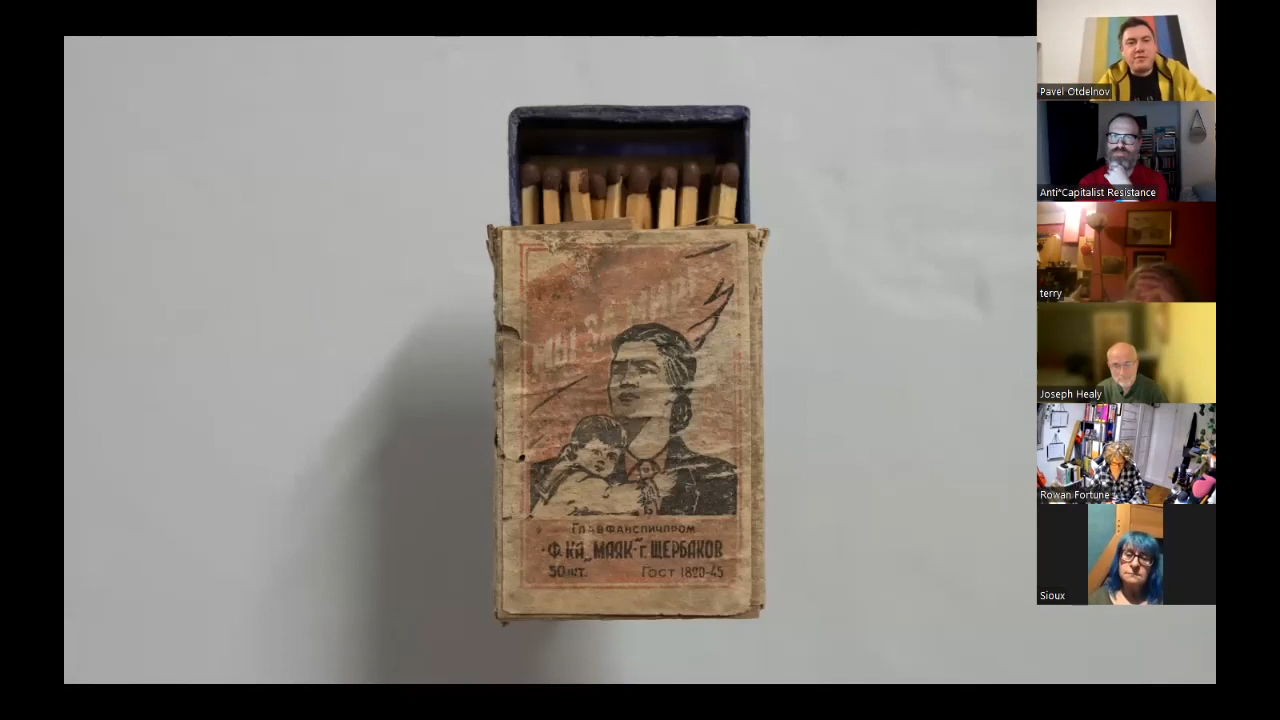 МЫ ЗА МИР!
ГЛАВФАНСПИЧПРОМ
Ф-КА „МАЯК" г. ЩЕРБАКОВ
50 шт. ГОСТ 1820-45
Pavel Otdelnov
Anti*Capitalist Resistance
terry
Joseph Healy
Rowan Fortune
Sioux